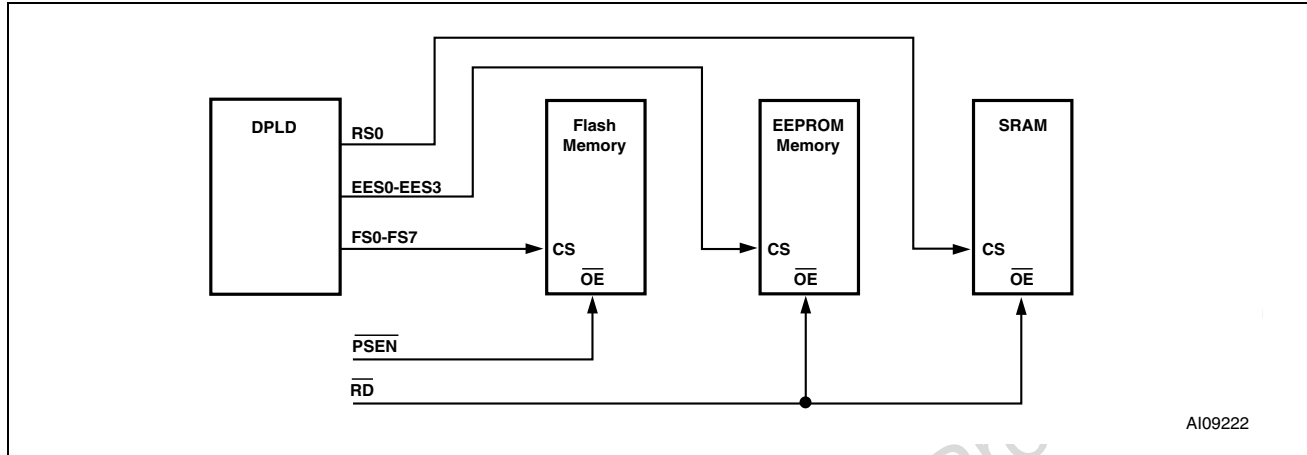 DPLD
RS0
EES0-EES3
FS0-FS7
Flash
Memory
CS
OE
EEPROM
Memory
CS
OE
SRAM
CS
OE
PSEN
RD
AI09222